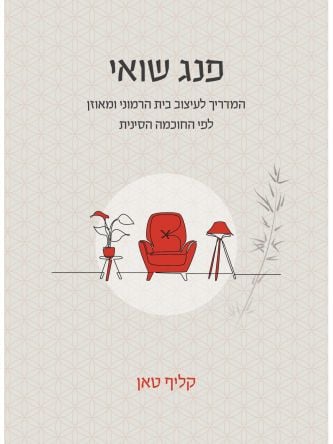 פנג שואי
המדריך לעיצוב בית הרמוני ומאוזן
לפי החוכמה הסינית
קליף טאן